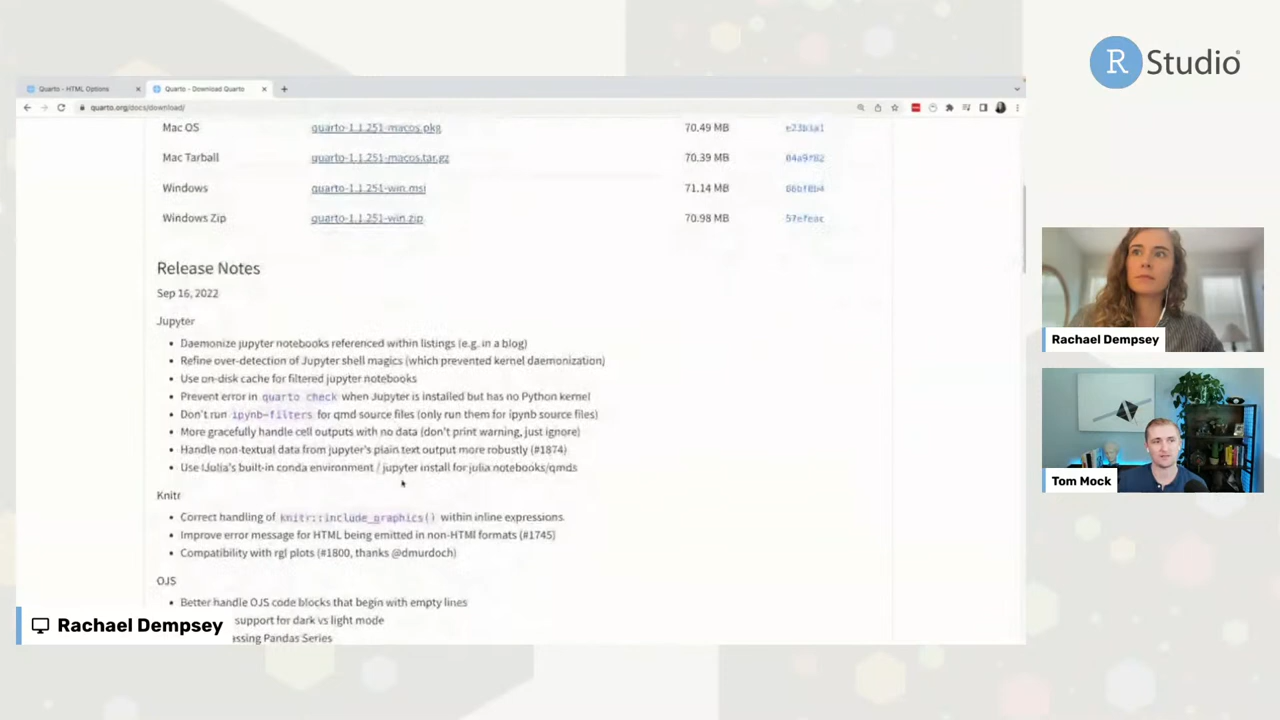 R Studio
Quarto - HTML Options
Quarto - Download Quarto
quarto.org/docs/download/
Mac OS quarto-1.1.251-macos.pkg 70.49 MB e23b3a1
Mac Tarball quarto-1.1.251-macos.tar.gz 70.39 MB 04a9f82
Windows quarto-1.1.251-win.msi 71.14 MB
Windows Zip quarto-1.1.251-win.zip 70.98 MB 57efeac
Release Notes
Sep 16, 2022
Jupyter
• Daemonize jupyter notebooks referenced within listings (e.g. in a blog)
• Refine over-detection of Jupyter shell magics (which prevented kernel daemonization)
• Use on-disk cache for filtered jupyter notebooks
• Prevent error in quarto check when Jupyter is installed but has no Python kernel
• Don't run ipynb-filters for qmd source files (only run them for ipynb source files)
• More gracefully handle cell outputs with no data (don't print warning, just ignore)
• Handle non-textual data from jupyter's plain text output more robustly (#1874)
• Use IJulia's built-in conda environment / jupyter install for julia notebooks/qmds
Knitr
• Correct handling of knitr::include_graphics() within inline expressions
• Improve error message for HTML being emitted in non-HTMl formats (#1745)
• Compatibility with rgl plots (#1800, thanks @dmurdoch)
OJS
• Better handle OJS code blocks that begin with empty lines
support for dark vs light mode
assing Pandas Series
Rachael Dempsey
Rachael Dempsey
Tom Mock